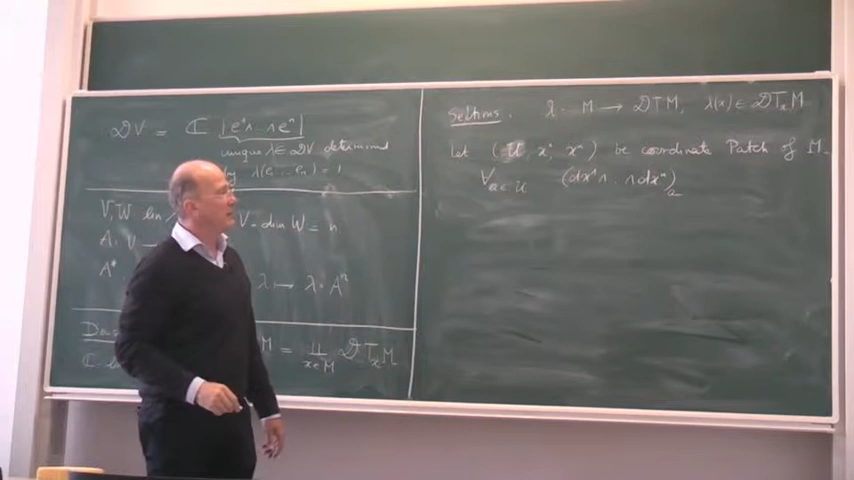 𝒟V = ℂ |e¹∧…∧eⁿ|
unique λ∈𝒟V determined
by λ(e₁…eₙ) = 1
V,W lin V = dim W = n
A: V
A* λ ⟼ λ∘Aⁿ
M = ∐ 𝒟TₓM
x∈M
Sections. λ: M → 𝒟TM, λ(x) ∈ 𝒟TₓM
Let (U, x¹, xⁿ) be coordinate Patch of M.
∀a∈U (dx¹∧..∧dxⁿ)a